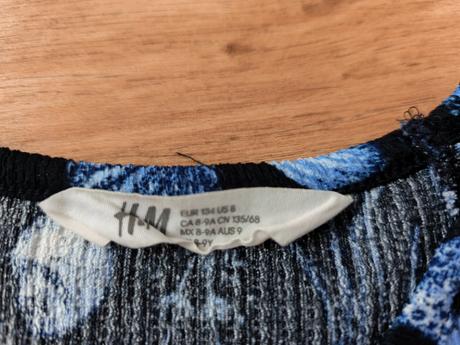 H&M
EUR 134 US 8
CA 8-9A CN 135/68
MX 8-9A AUS 9
8-9Y